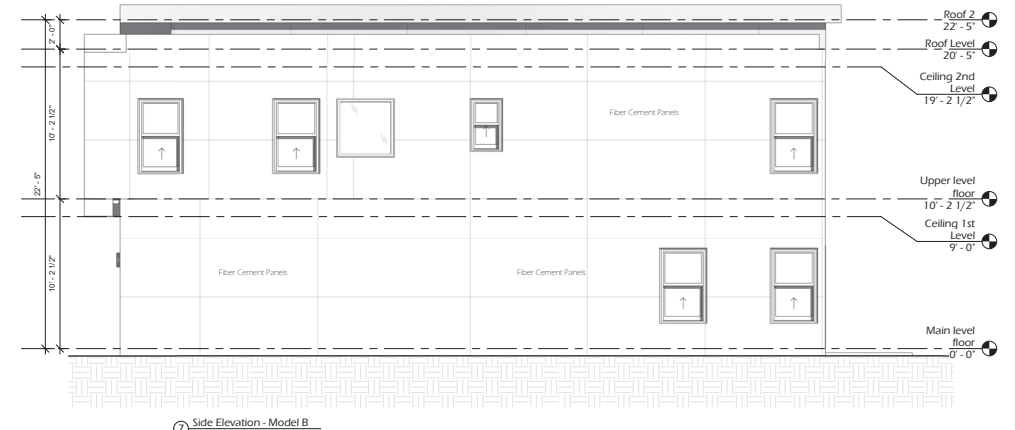 Roof 2
22' - 5"
2' - 0"
Roof Level
20' - 5"
Ceiling 2nd
Level
19' - 2 1/2"
10' - 2 1/2"
Fiber Cement Panels
22' - 5"
Upper level
floor
10' - 2 1/2"
Ceiling 1st
Level
9' - 0"
10' - 2 1/2"
Fiber Cement Panels
Fiber Cement Panels
Main level
floor
0' - 0"
7 Side Elevation - Model B